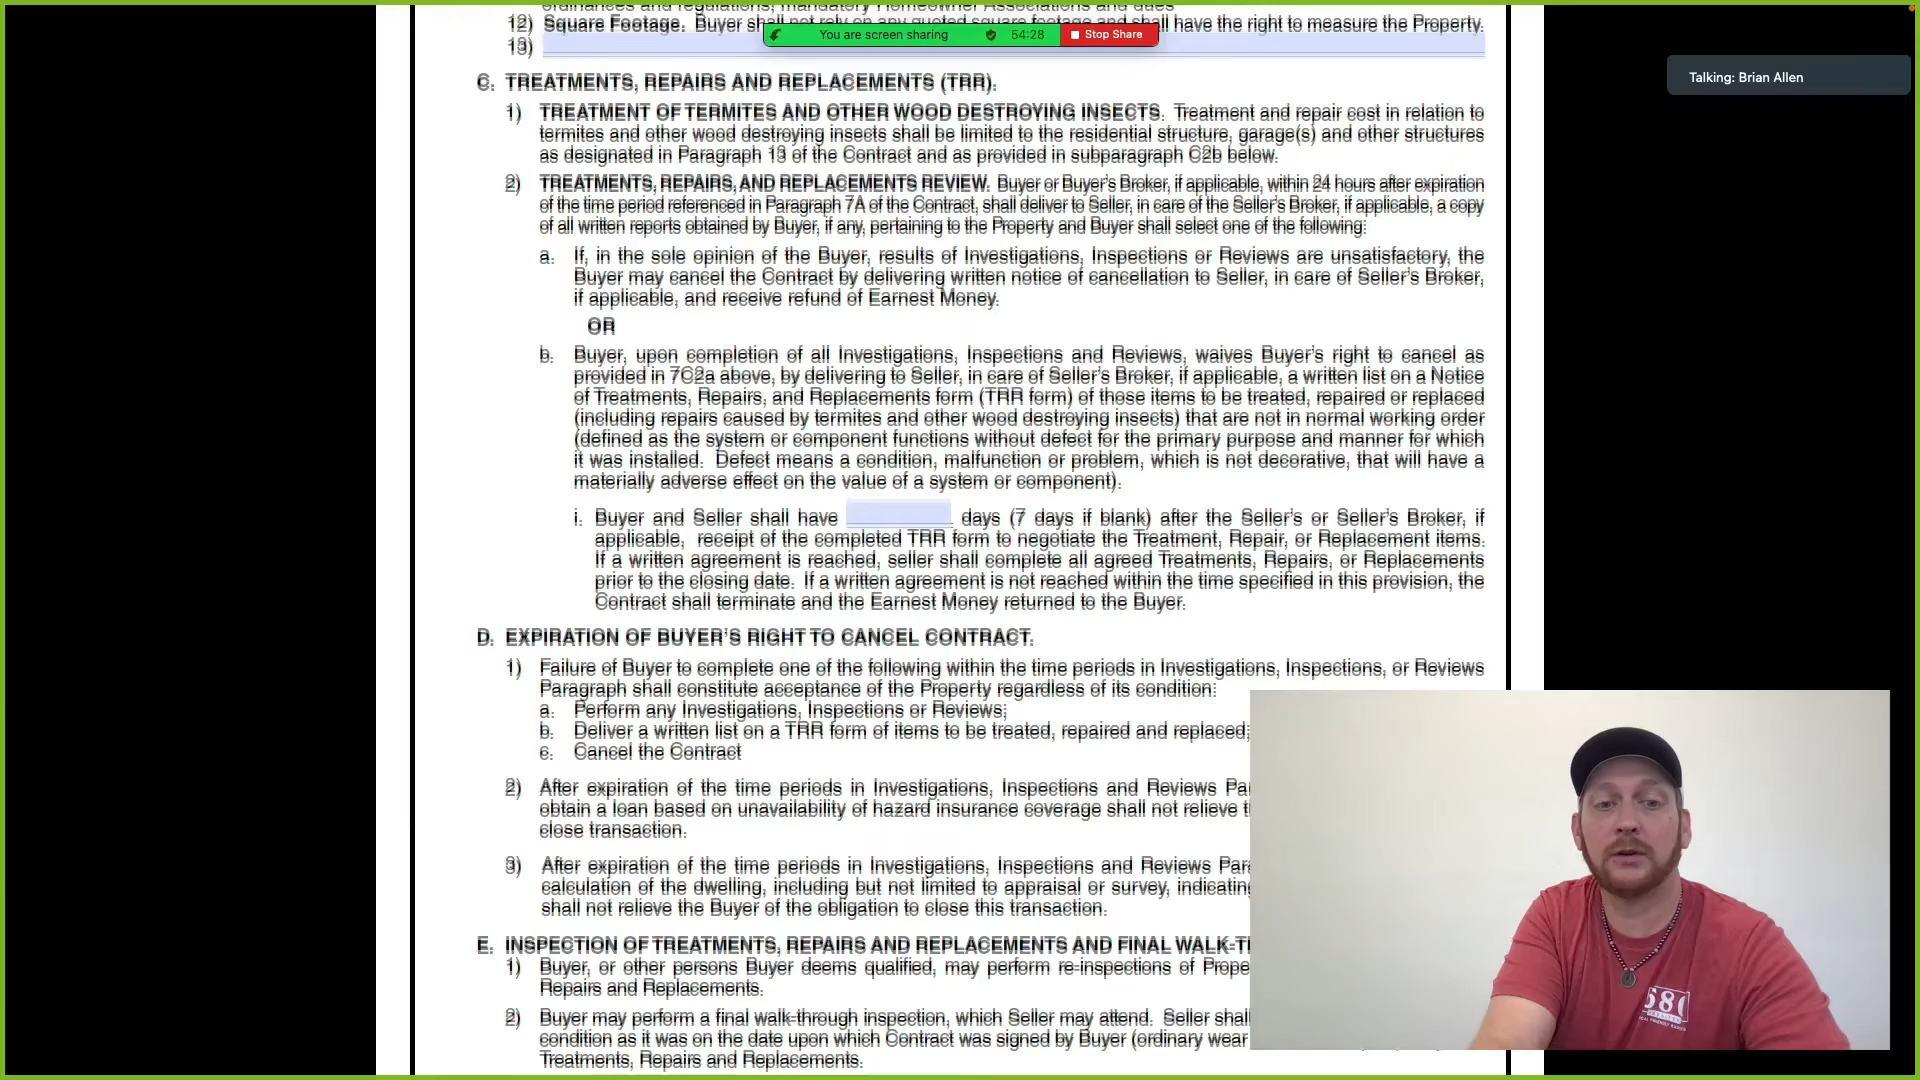 ordinances and regulations; mandatory Homeowner Associations and dues
12) Square Footage. Buyer shall not rely on any quoted square footage and shall have the right to measure the Property.
You are screen sharing 54:28 Stop Share
13)
Talking: Brian Allen
C. TREATMENTS, REPAIRS AND REPLACEMENTS (TRR).
1) TREATMENT OF TERMITES AND OTHER WOOD DESTROYING INSECTS. Treatment and repair cost in relation to
termites and other wood destroying insects shall be limited to the residential structure, garage(s) and other structures
as designated in Paragraph 13 of the Contract and as provided in subparagraph C2b below.
2) TREATMENTS, REPAIRS, AND REPLACEMENTS REVIEW. Buyer or Buyer's Broker, if applicable, within 24 hours after expiration
of the time period referenced in Paragraph 7A of the Contract, shall deliver to Seller, in care of the Seller's Broker, if applicable, a copy
of all written reports obtained by Buyer, if any, pertaining to the Property and Buyer shall select one of the following:
a. If, in the sole opinion of the Buyer, results of Investigations, Inspections or Reviews are unsatisfactory, the
Buyer may cancel the Contract by delivering written notice of cancellation to Seller, in care of Seller's Broker,
if applicable, and receive refund of Earnest Money.
OR
b. Buyer, upon completion of all Investigations, Inspections and Reviews, waives Buyer's right to cancel as
provided in 7C2a above, by delivering to Seller, in care of Seller's Broker, if applicable, a written list on a Notice
of Treatments, Repairs, and Replacements form (TRR form) of those items to be treated, repaired or replaced
(including repairs caused by termites and other wood destroying insects) that are not in normal working order
(defined as the system or component functions without defect for the primary purpose and manner for which
it was installed. Defect means a condition, malfunction or problem, which is not decorative, that will have a
materially adverse effect on the value of a system or component).
i. Buyer and Seller shall have days (7 days if blank) after the Seller's or Seller's Broker, if
applicable, receipt of the completed TRR form to negotiate the Treatment, Repair, or Replacement items.
If a written agreement is reached, seller shall complete all agreed Treatments, Repairs, or Replacements
prior to the closing date. If a written agreement is not reached within the time specified in this provision, the
Contract shall terminate and the Earnest Money returned to the Buyer.
D. EXPIRATION OF BUYER'S RIGHT TO CANCEL CONTRACT.
1) Failure of Buyer to complete one of the following within the time periods in Investigations, Inspections, or Reviews
Paragraph shall constitute acceptance of the Property regardless of its condition:
a. Perform any Investigations, Inspections or Reviews;
b. Deliver a written list on a TRR form of items to be treated, repaired and replaced;
c. Cancel the Contract
2) After expiration of the time periods in Investigations, Inspections and Reviews Par
obtain a loan based on unavailability of hazard insurance coverage shall not relieve t
close transaction.
3) After expiration of the time periods in Investigations, Inspections and Reviews Par
calculation of the dwelling, including but not limited to appraisal or survey, indicating
shall not relieve the Buyer of the obligation to close this transaction.
E. INSPECTION OF TREATMENTS, REPAIRS AND REPLACEMENTS AND FINAL WALK-T
1) Buyer, or other persons Buyer deems qualified, may perform re-inspections of Prope
Repairs and Replacements.
2) Buyer may perform a final walk-through inspection, which Seller may attend. Seller shal
condition as it was on the date upon which Contract was signed by Buyer (ordinary wear
Treatments, Repairs and Replacements.
580